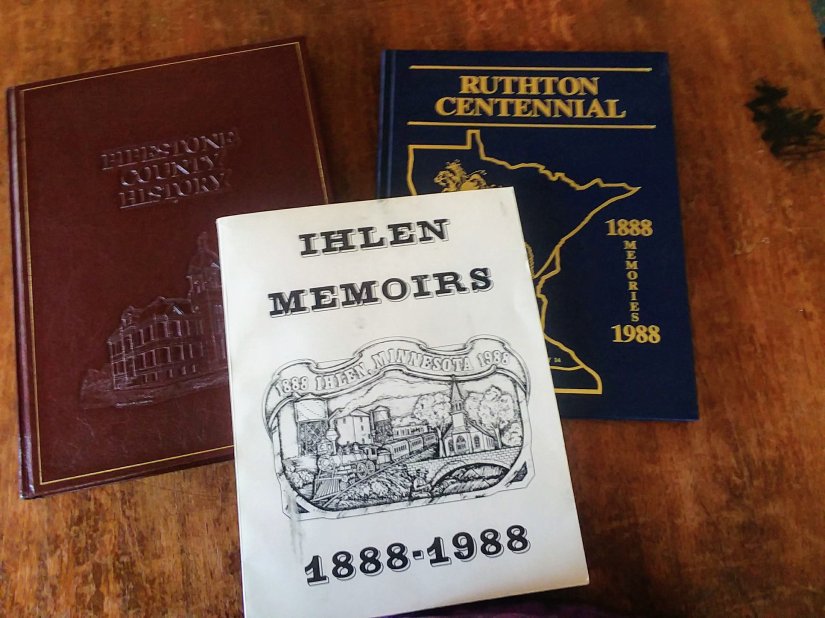 PIPESTONE
COUNTY
HISTORY
RUTHTON
CENTENNIAL
1888
MEMORIES
1988
IHLEN
MEMOIRS
1888 IHLEN, MINNESOTA 1988
1888-1988